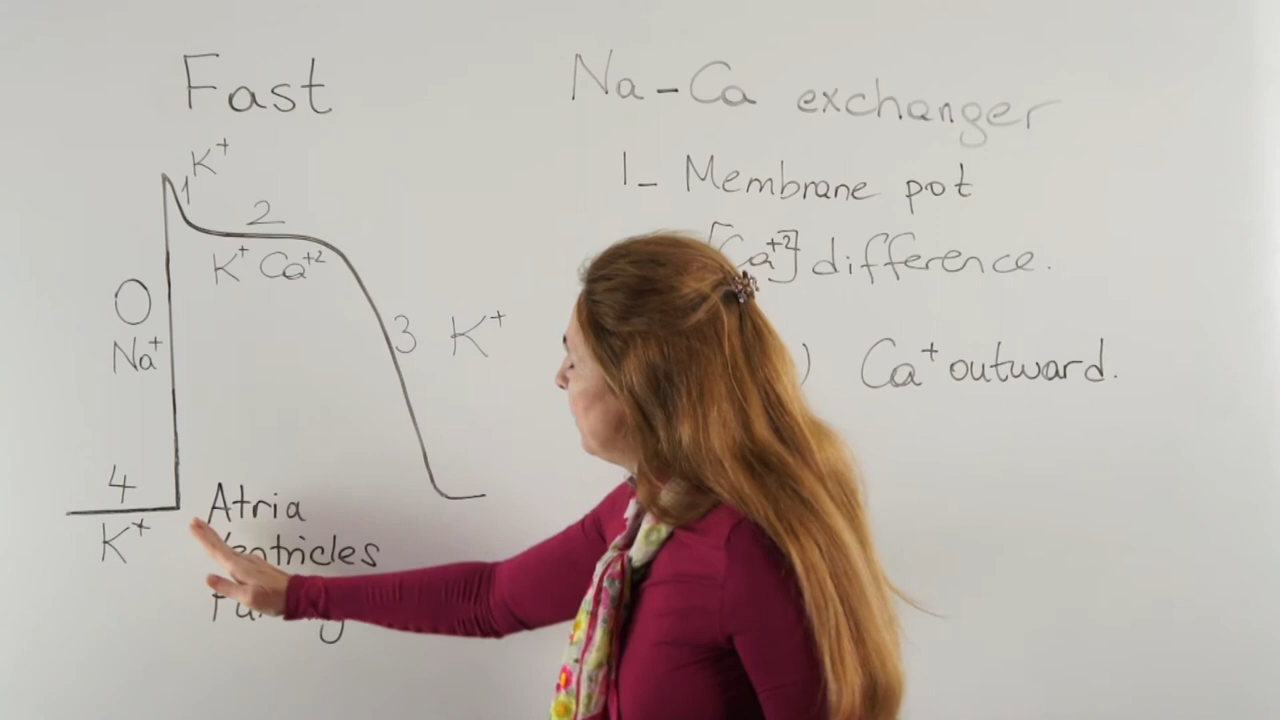 Fast
K⁺
1
2
K⁺ Ca⁺²
0
Na⁺
3 K⁺
4
K⁺
Atria
Ventricles
Na-Ca exchanger
1- Membrane pot
[Ca⁺²] difference.
) Ca⁺ outward.